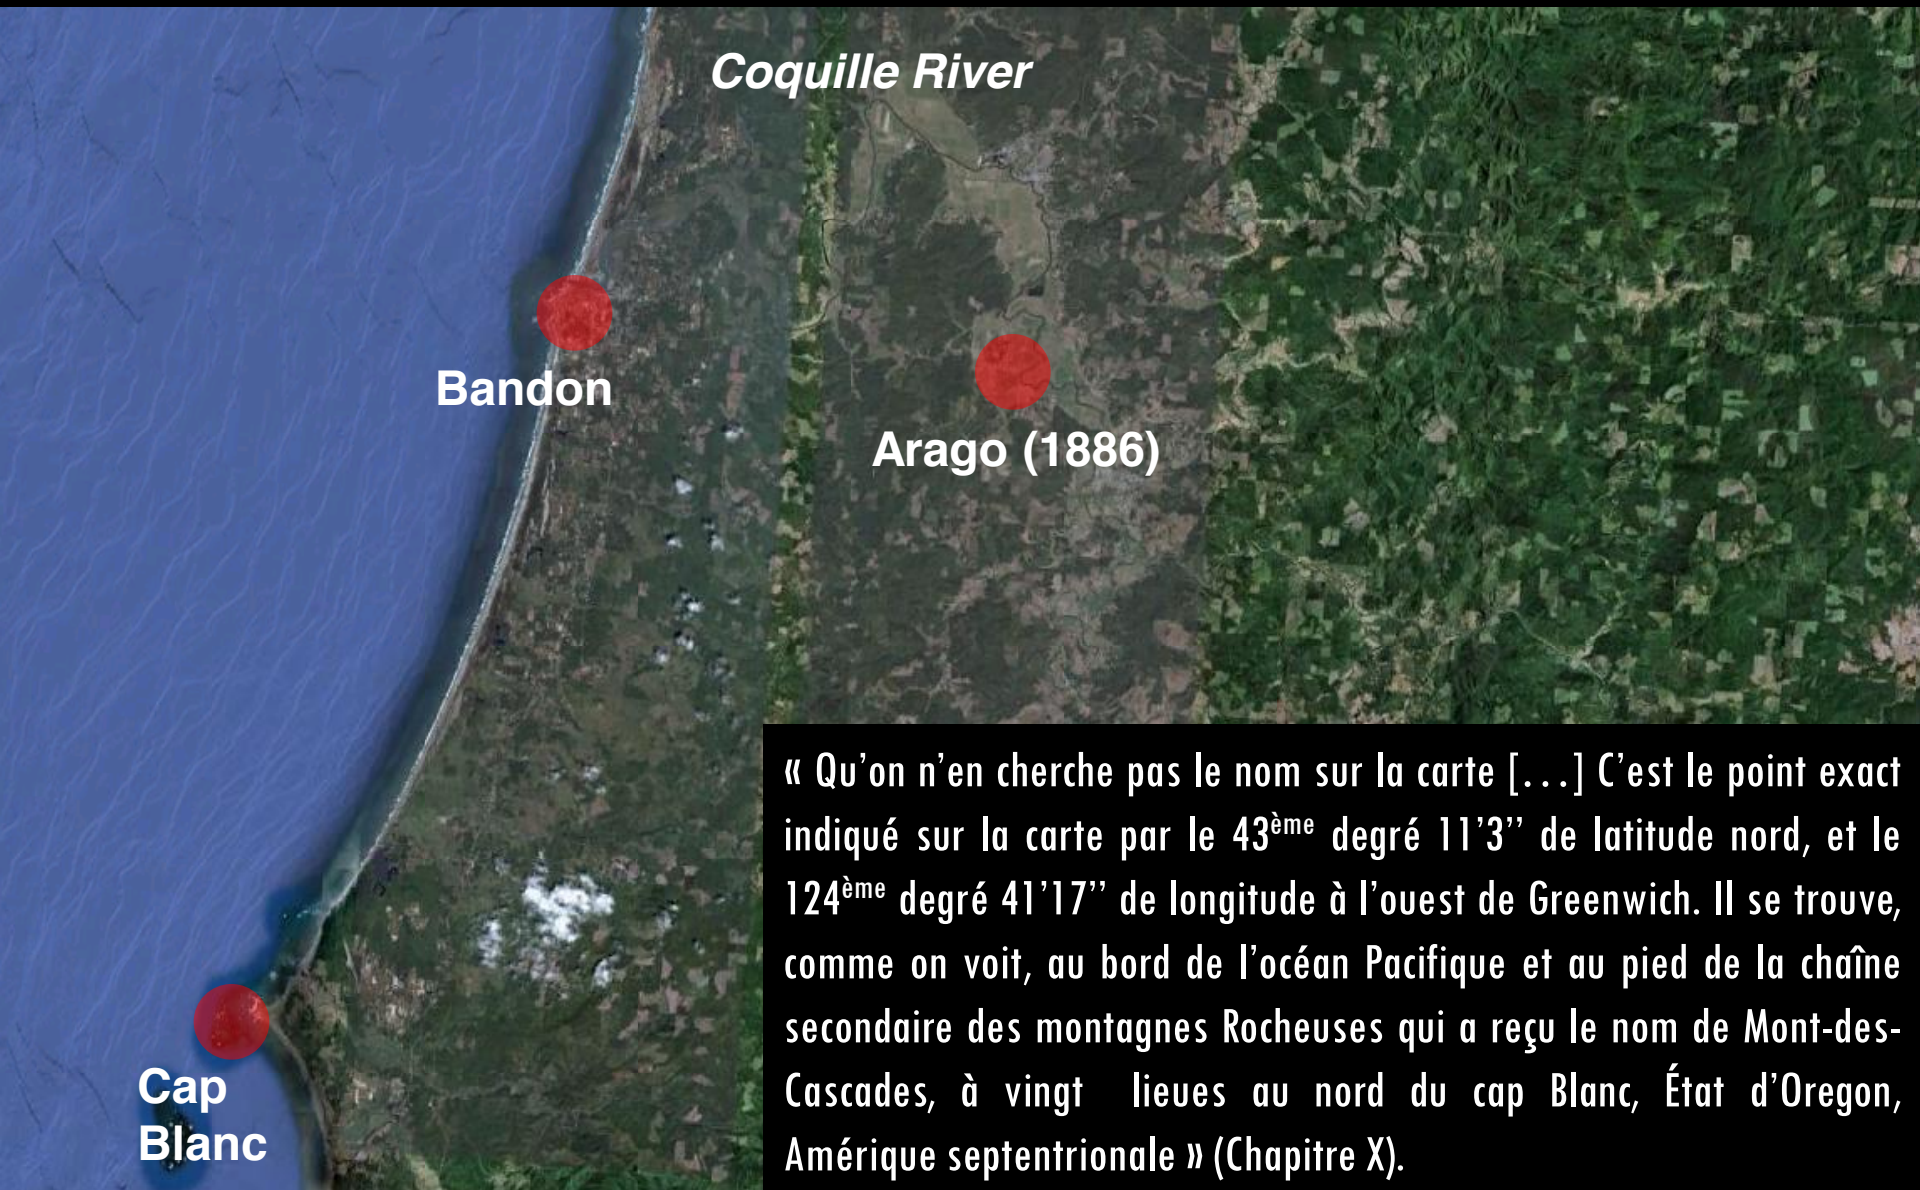 Coquille River
Bandon
Arago (1886)
Cap
Blanc
« Qu’on n’en cherche pas le nom sur la carte [...] C’est le point exact
indiqué sur la carte par le 43ème degré 11’3’’ de latitude nord, et le
124ème degré 41’17’’ de longitude à l’ouest de Greenwich. Il se trouve,
comme on voit, au bord de l’océan Pacifique et au pied de la chaîne
secondaire des montagnes Rocheuses qui a reçu le nom de Mont-des-
Cascades, à vingt lieues au nord du cap Blanc, État d’Oregon,
Amérique septentrionale » (Chapitre X).